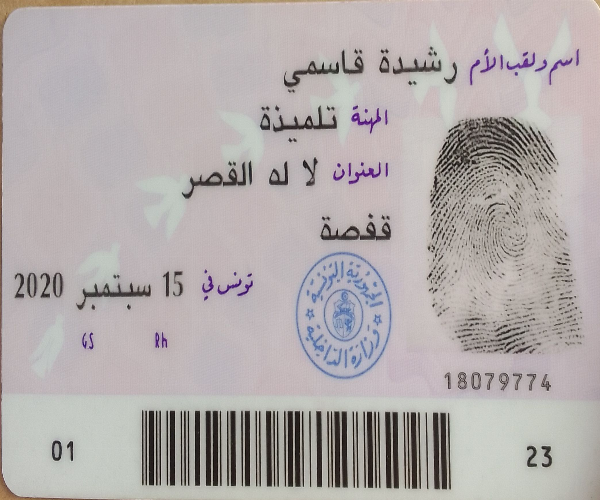 اسم ولقب الأم رشيدة قاسمي
المهنة تلميذة
العنوان لا له القصر
قفصة
تونس في 15 سبتمبر 2020
GS Rh
الجمهورية التونسية
وزارة الداخلية
18079774
01 23